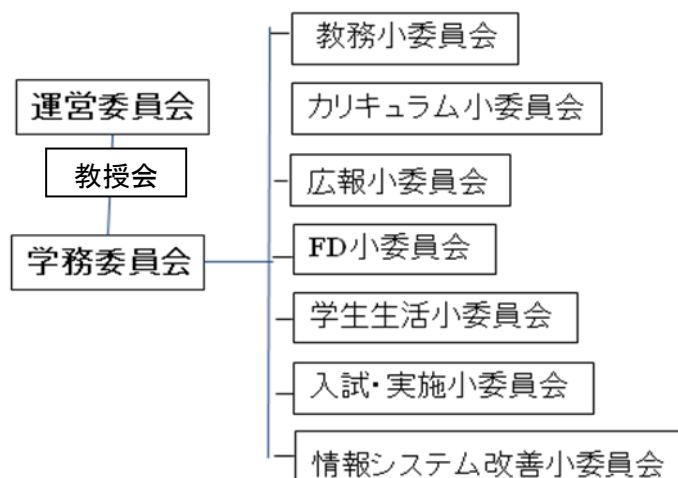 運営委員会
教授会
学務委員会
教務小委員会
カリキュラム小委員会
広報小委員会
FD小委員会
学生生活小委員会
入試・実施小委員会
情報システム改善小委員会